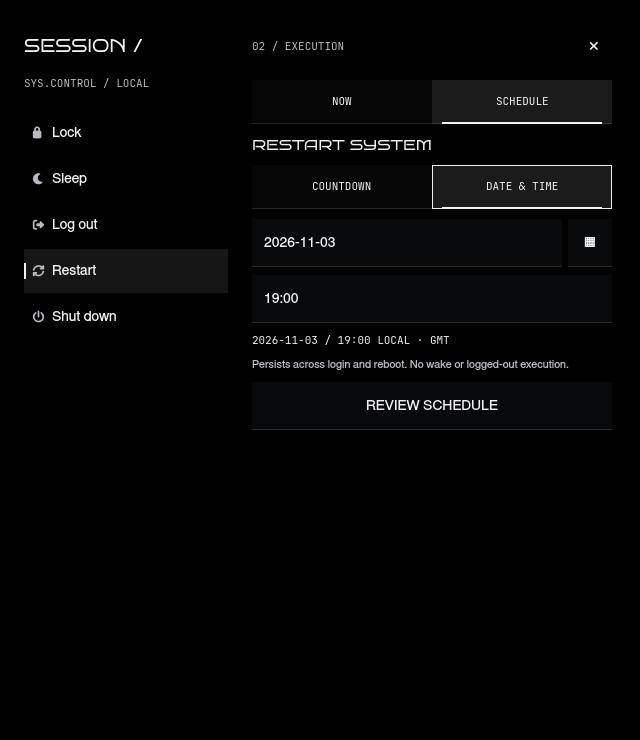 SESSION /
SYS.CONTROL / LOCAL
Lock
Sleep
Log out
Restart
Shut down
02 / EXECUTION
NOW
SCHEDULE
RESTART SYSTEM
COUNTDOWN
DATE & TIME
2026-11-03
19:00
2026-11-03 / 19:00 LOCAL · GMT
Persists across login and reboot. No wake or logged-out execution.
REVIEW SCHEDULE